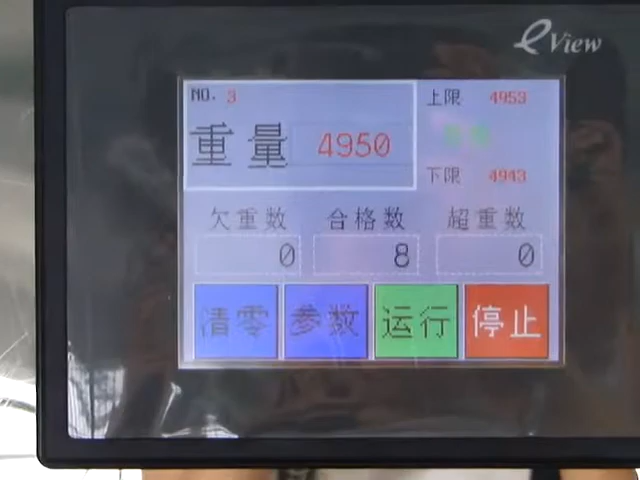 eView
NO. 3
上限 4953
重量 4950
下限 4943
欠重数 合格数 超重数
0 8 0
清零 参数 运行 停止